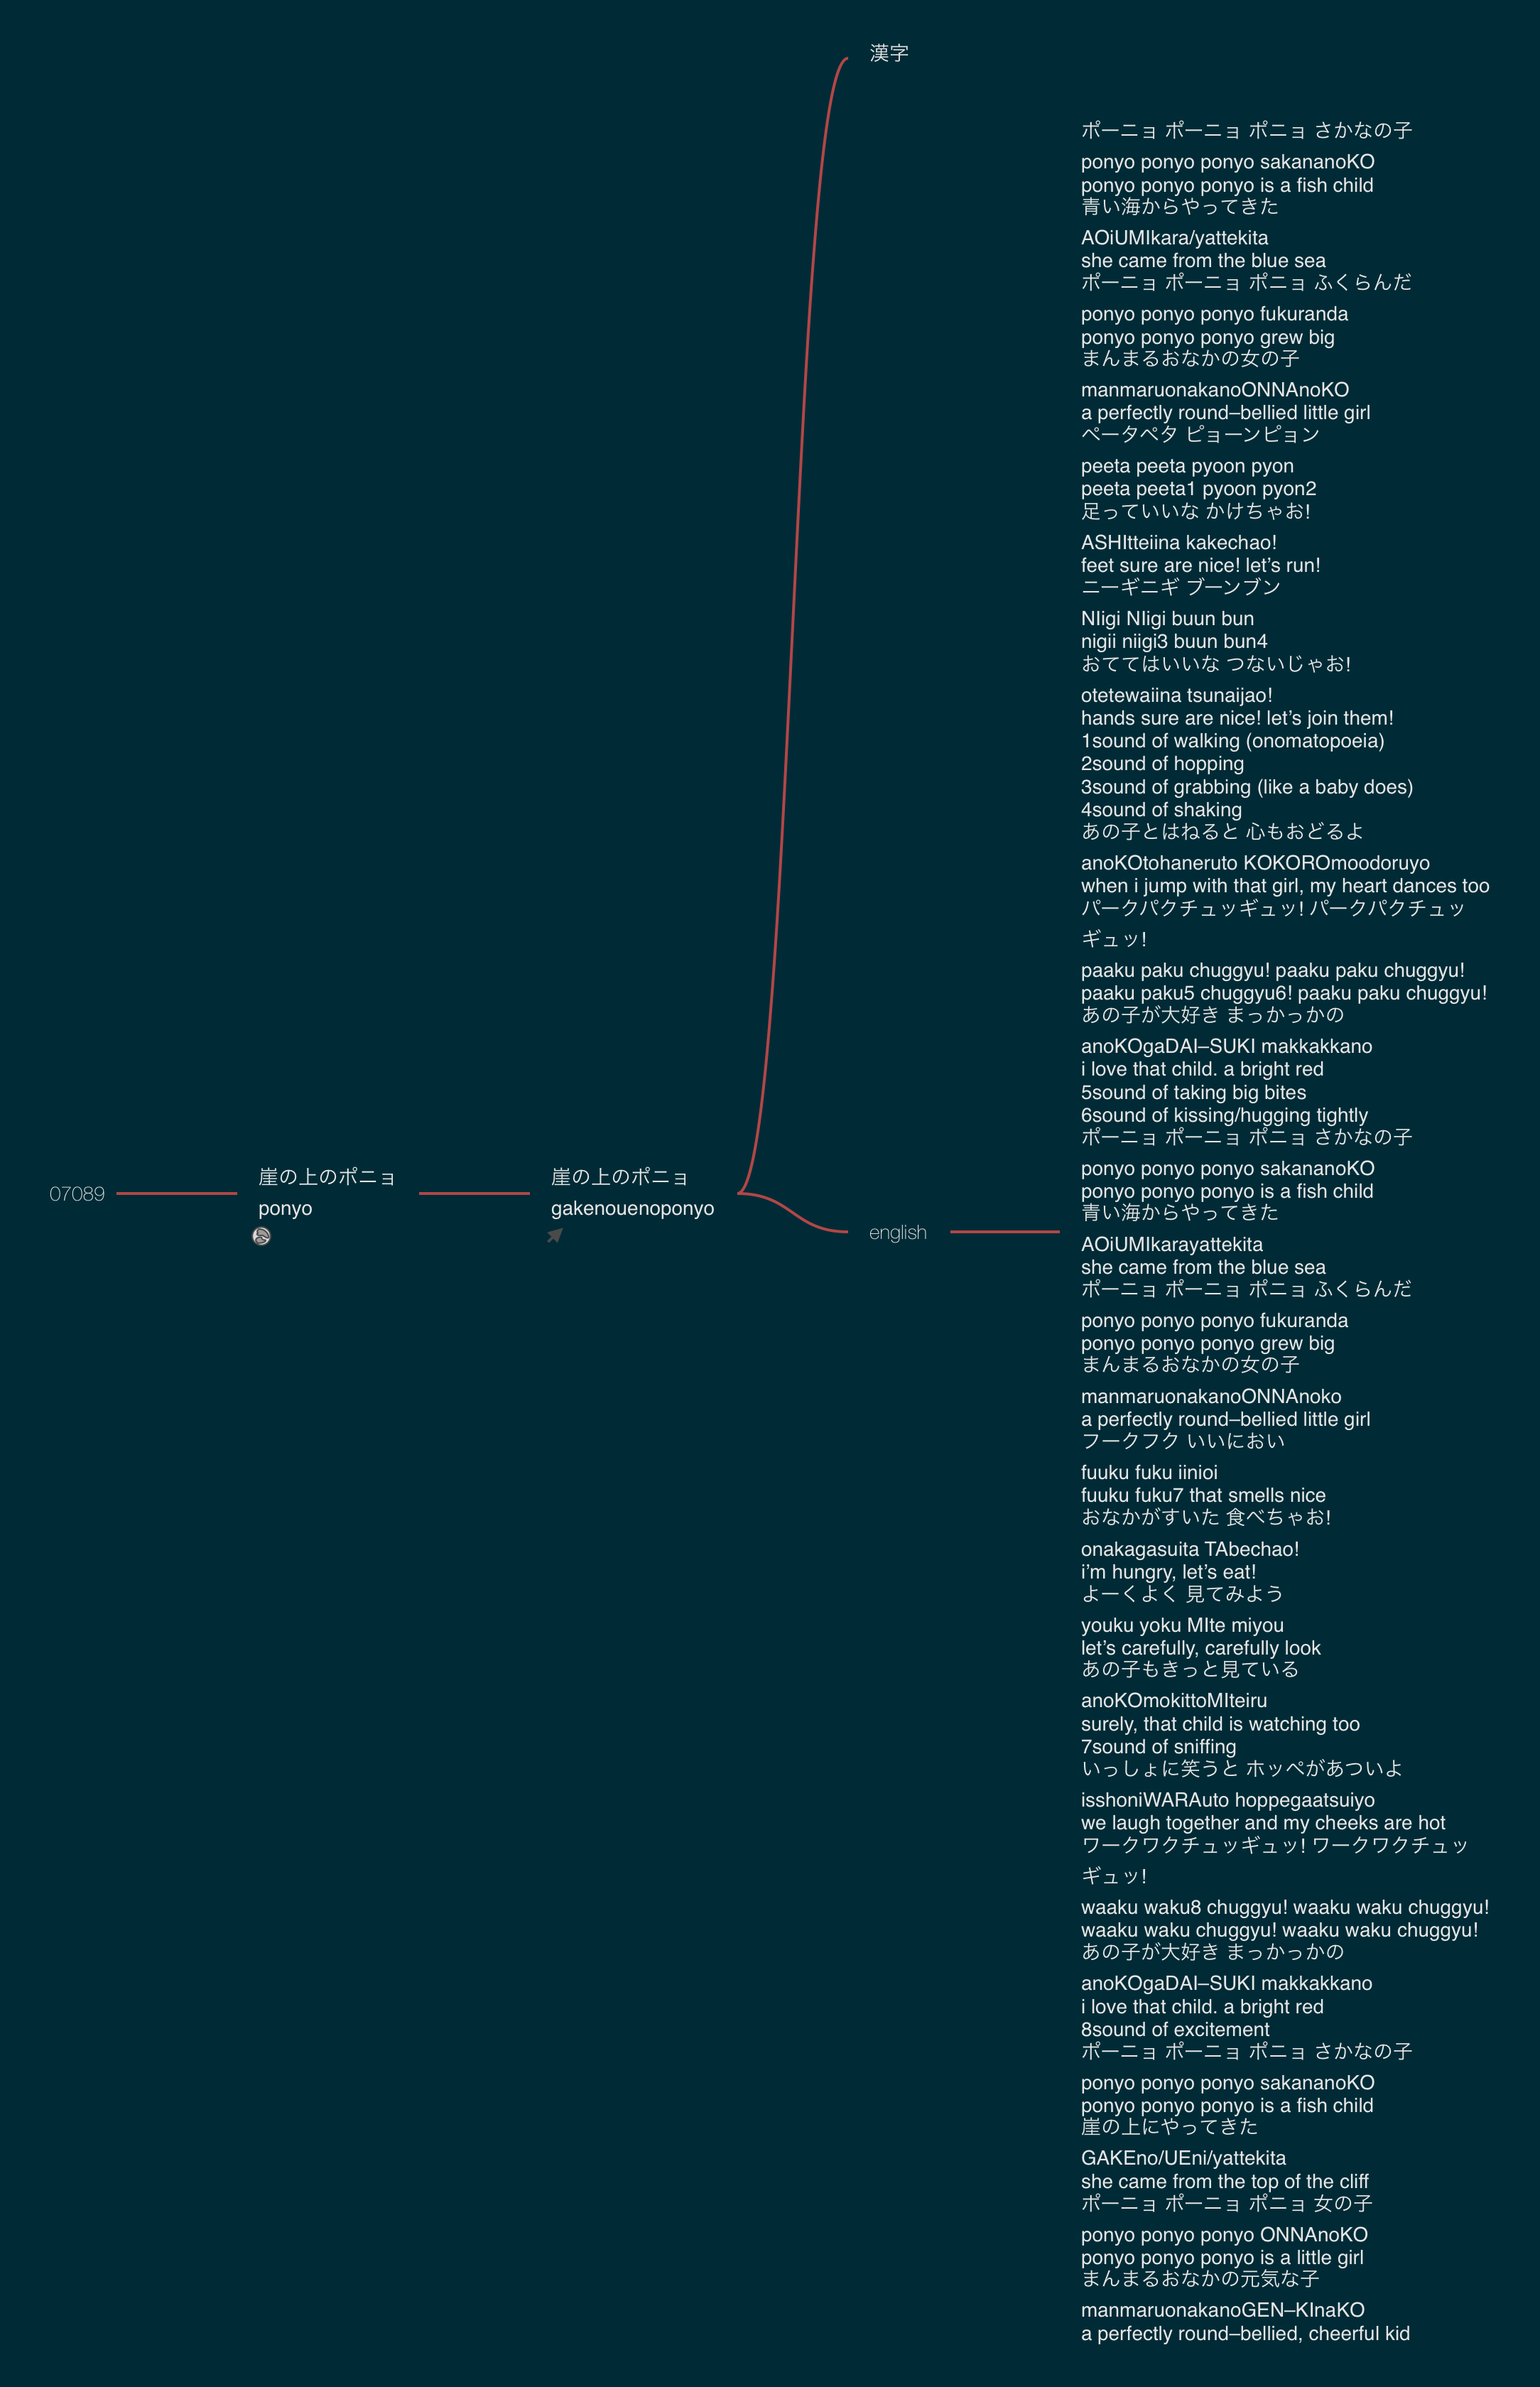 漢字
ポーニョ ポーニョ ポニョ さかなの子
ponyo ponyo ponyo sakananoKO
ponyo ponyo ponyo is a fish child
青い海からやってきた
AOiUMIkara/yattekita
she came from the blue sea
ポーニョ ポーニョ ポニョ ふくらんだ
ponyo ponyo ponyo fukuranda
ponyo ponyo ponyo grew big
まんまるおなかの女の子
manmaruonakanoONNAnoKO
a perfectly round–bellied little girl
ペータペタ ピョーンピョン
peeta peeta pyoon pyon
peeta peeta1 pyoon pyon2
足っていいな かけちゃお!
ASHItteiina kakechao!
feet sure are nice! let’s run!
ニーギニギ ブーンブン
NIigi NIigi buun bun
nigii niigi3 buun bun4
おててはいいな つないじゃお!
otetewaiina tsunaijao!
hands sure are nice! let’s join them!
1sound of walking (onomatopoeia)
2sound of hopping
3sound of grabbing (like a baby does)
4sound of shaking
あの子とはねると 心もおどるよ
anoKOtohaneruto KOKOROmoodoruyo
when i jump with that girl, my heart dances too
パークパクチュッギュッ! パークパクチュッ
ギュッ!
paaku paku chuggyu! paaku paku chuggyu!
paaku paku5 chuggyu6! paaku paku chuggyu!
あの子が大好き まっかっかの
anoKOgaDAI–SUKI makkakkano
i love that child. a bright red
5sound of taking big bites
6sound of kissing/hugging tightly
ポーニョ ポーニョ ポニョ さかなの子
ponyo ponyo ponyo sakananoKO
ponyo ponyo ponyo is a fish child
青い海からやってきた
07089
崖の上のポニョ
ponyo
崖の上のポニョ
gakenouenoponyo
english
AOiUMIkarayattekita
she came from the blue sea
ポーニョ ポーニョ ポニョ ふくらんだ
ponyo ponyo ponyo fukuranda
ponyo ponyo ponyo grew big
まんまるおなかの女の子
manmaruonakanoONNAnoko
a perfectly round–bellied little girl
フークフク いいにおい
fuuku fuku iinioi
fuuku fuku7 that smells nice
おなかがすいた 食べちゃお!
onakagasuita TAbechao!
i’m hungry, let’s eat!
よーくよく 見てみよう
youku yoku MIte miyou
let’s carefully, carefully look
あの子もきっと見ている
anoKOmokittoMIteiru
surely, that child is watching too
7sound of sniffing
いっしょに笑うと ホッペがあついよ
isshoniWARAuto hoppegaatsuiyo
we laugh together and my cheeks are hot
ワークワクチュッギュッ! ワークワクチュッ
ギュッ!
waaku waku8 chuggyu! waaku waku chuggyu!
waaku waku chuggyu! waaku waku chuggyu!
あの子が大好き まっかっかの
anoKOgaDAI–SUKI makkakkano
i love that child. a bright red
8sound of excitement
ポーニョ ポーニョ ポニョ さかなの子
ponyo ponyo ponyo sakananoKO
ponyo ponyo ponyo is a fish child
崖の上にやってきた
GAKEno/UEni/yattekita
she came from the top of the cliff
ポーニョ ポーニョ ポニョ 女の子
ponyo ponyo ponyo ONNAnoKO
ponyo ponyo ponyo is a little girl
まんまるおなかの元気な子
manmaruonakanoGEN–KInaKO
a perfectly round–bellied, cheerful kid